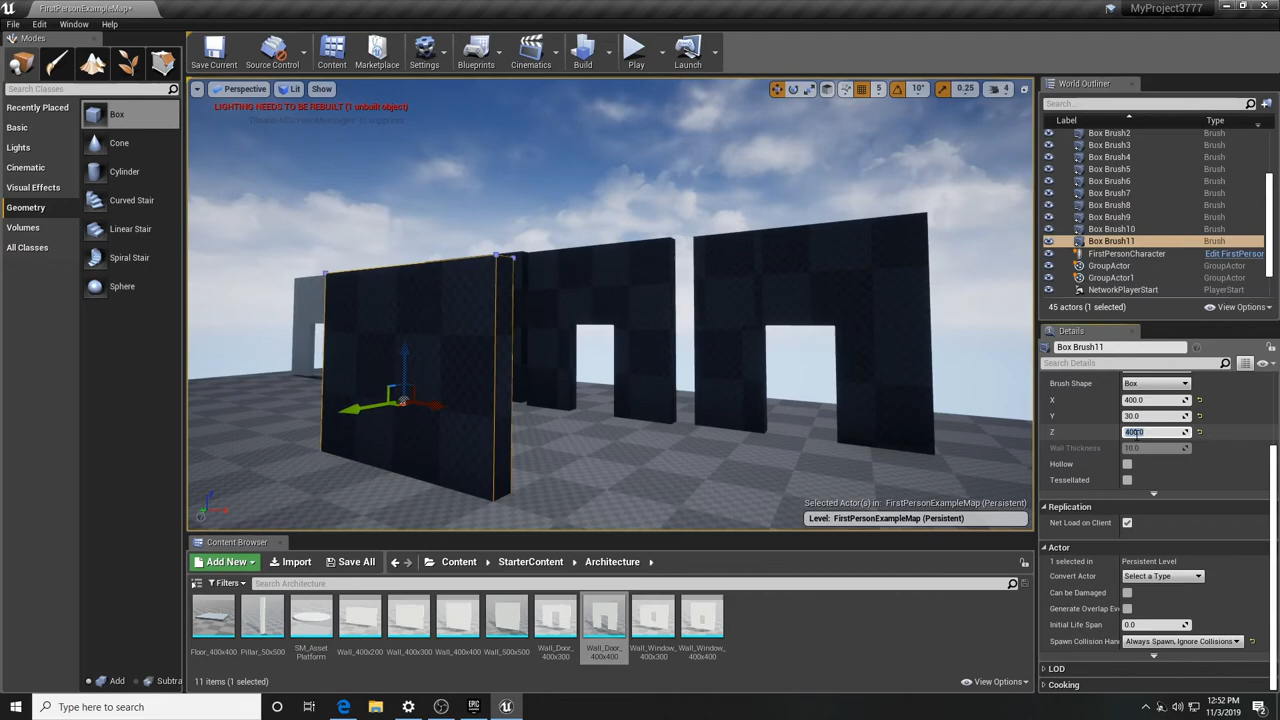 FirstPersonExampleMap*
MyProject3777
File Edit Window Help
Modes
Search Classes
Recently Placed
Basic
Lights
Cinematic
Visual Effects
Geometry
Volumes
All Classes
Box
Cone
Cylinder
Curved Stair
Linear Stair
Spiral Stair
Sphere
Add Subtra
Save Current
Source Control
Content
Marketplace
Settings
Blueprints
Cinematics
Build
Play
Launch
Perspective Lit Show
5 10° 0.25 4
LIGHTING NEEDS TO BE REBUILT (1 unbuilt object)
Selected Actor(s) in: FirstPersonExampleMap (Persistent)
Level: FirstPersonExampleMap (Persistent)
Content Browser
Add New Import Save All Content StarterContent Architecture
Filters Search Architecture
Floor_400x400
Pillar_50x500
SM_Asset
Platform
Wall_400x200
Wall_400x300
Wall_400x400
Wall_500x500
Wall_Door_
400x300
Wall_Door_
400x400
Wall_Window_
400x300
Wall_Window_
400x400
11 items (1 selected)
View Options
World Outliner
Search...
Label Type
Box Brush2 Brush
Box Brush3 Brush
Box Brush4 Brush
Box Brush5 Brush
Box Brush6 Brush
Box Brush7 Brush
Box Brush8 Brush
Box Brush9 Brush
Box Brush10 Brush
Box Brush11 Brush
FirstPersonCharacter Edit FirstPerson
GroupActor GroupActor
GroupActor1 GroupActor
NetworkPlayerStart PlayerStart
45 actors (1 selected) View Options
Details
Box Brush11
Search Details
Brush Shape Box
X 400.0
Y 30.0
Z 400.0
Wall Thickness 10.0
Hollow
Tessellated
Replication
Net Load on Client
Actor
1 selected in Persistent Level
Convert Actor Select a Type
Can be Damaged
Generate Overlap Eve
Initial Life Span 0.0
Spawn Collision Han Always Spawn, Ignore Collisions
LOD
Cooking
Type here to search
EPIC
12:52 PM
11/3/2019
2